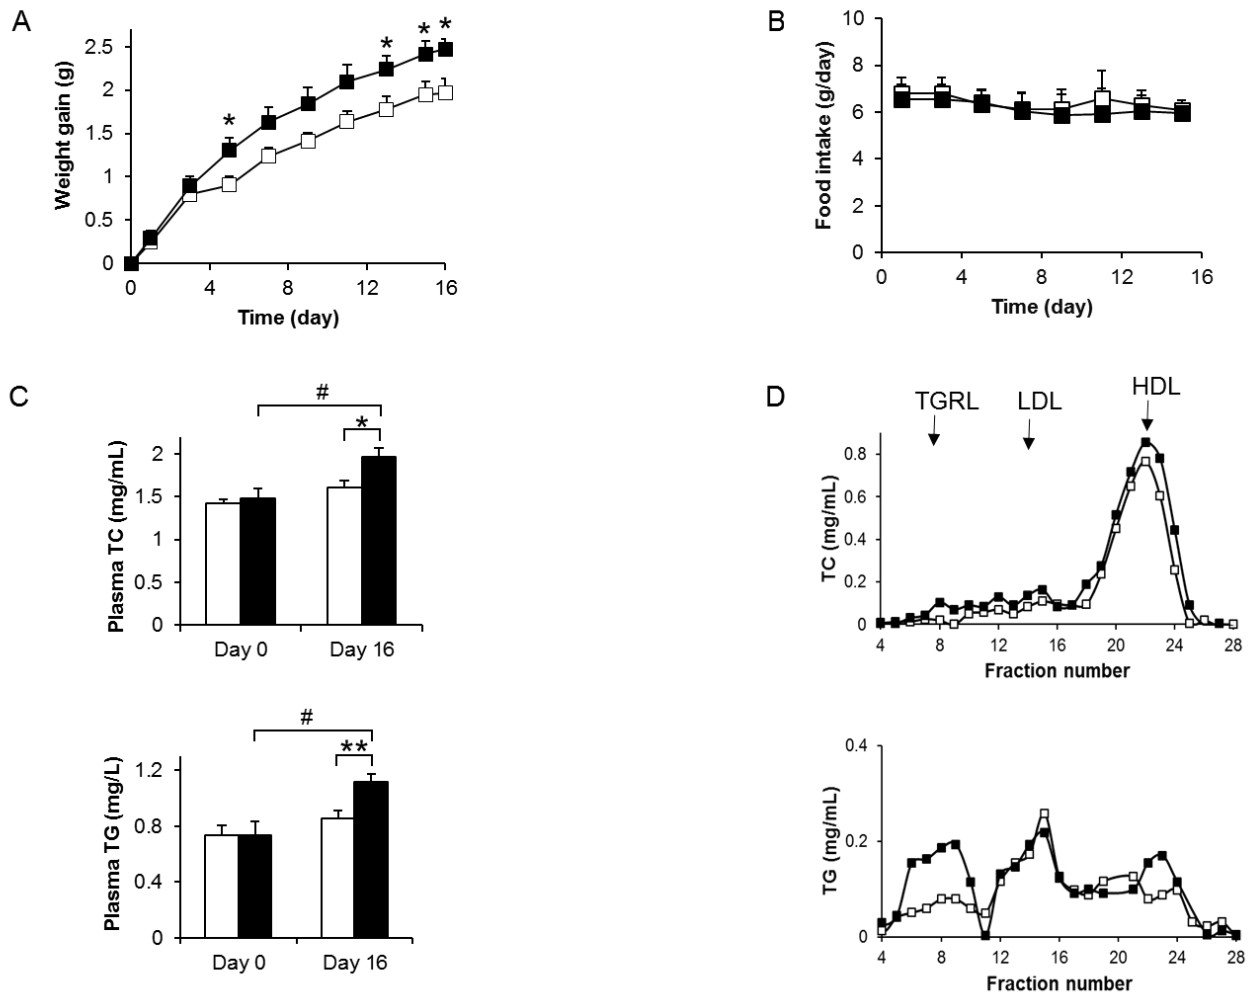 A
Weight gain (g)
2.5
2
1.5
1
0.5
0
* * * *
0 4 8 12 16
Time (day)
B
Food intake (g/day)
10
8
6
4
2
0
0 4 8 12 16
Time (day)
C
Plasma TC (mg/mL)
2
1.5
1
0.5
0
#
*
Day 0 Day 16
Plasma TG (mg/L)
1.2
0.8
0.4
0
#
**
Day 0 Day 16
D
TGRL LDL HDL
TC (mg/mL)
0.8
0.6
0.4
0.2
0
4 8 12 16 20 24 28
Fraction number
TG (mg/mL)
0.4
0.2
0
4 8 12 16 20 24 28
Fraction number